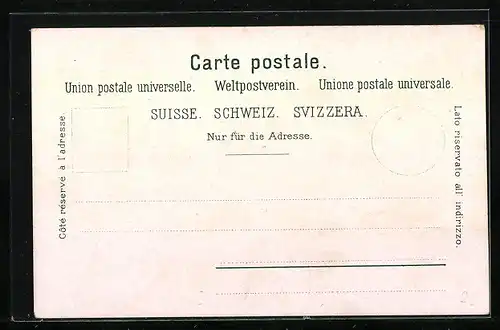 Carte postale.
Union postale universelle. Weltpostverein. Unione postale universale.
SUISSE. SCHWEIZ. SVIZZERA.
Nur für die Adresse.
Côté réservé à l'adresse.
Lato riservato all' indirizzo.